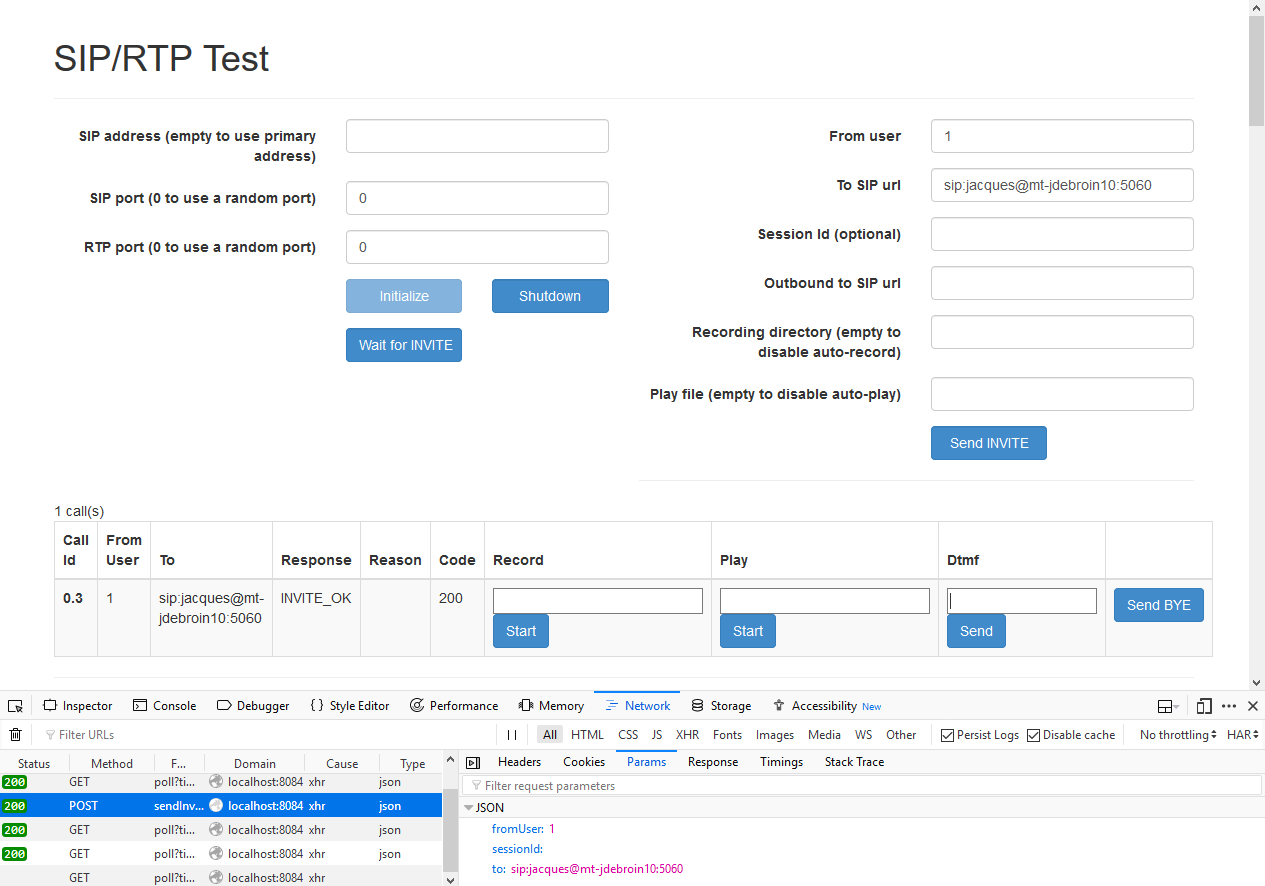 SIP/RTP Test
SIP address (empty to use primary
address)
SIP port (0 to use a random port)
0
RTP port (0 to use a random port)
0
Initialize Shutdown
Wait for INVITE
From user
1
To SIP url
sip:jacques@mt-jdebroin10:5060
Session Id (optional)
Outbound to SIP url
Recording directory (empty to
disable auto-record)
Play file (empty to disable auto-play)
Send INVITE
1 call(s)
Call
Id
From
User
To
Response
Reason
Code
Record
Play
Dtmf
0.3
1
sip:jacques@mt-
jdebroin10:5060
INVITE_OK
200
Start
Start
Send
Send BYE
Inspector Console Debugger {} Style Editor Performance Memory Network Storage Accessibility New
Filter URLs
All HTML CSS JS XHR Fonts Images Media WS Other Persist Logs Disable cache No throttling HAR
Status Method F... Domain Cause Type
200 GET poll?ti... localhost:8084 xhr json
200 POST sendInv... localhost:8084 xhr json
200 GET poll?ti... localhost:8084 xhr json
200 GET poll?ti... localhost:8084 xhr json
GET poll?ti... localhost:8084 xhr
Headers Cookies Params Response Timings Stack Trace
Filter request parameters
JSON
fromUser: 1
sessionId:
to: sip:jacques@mt-jdebroin10:5060